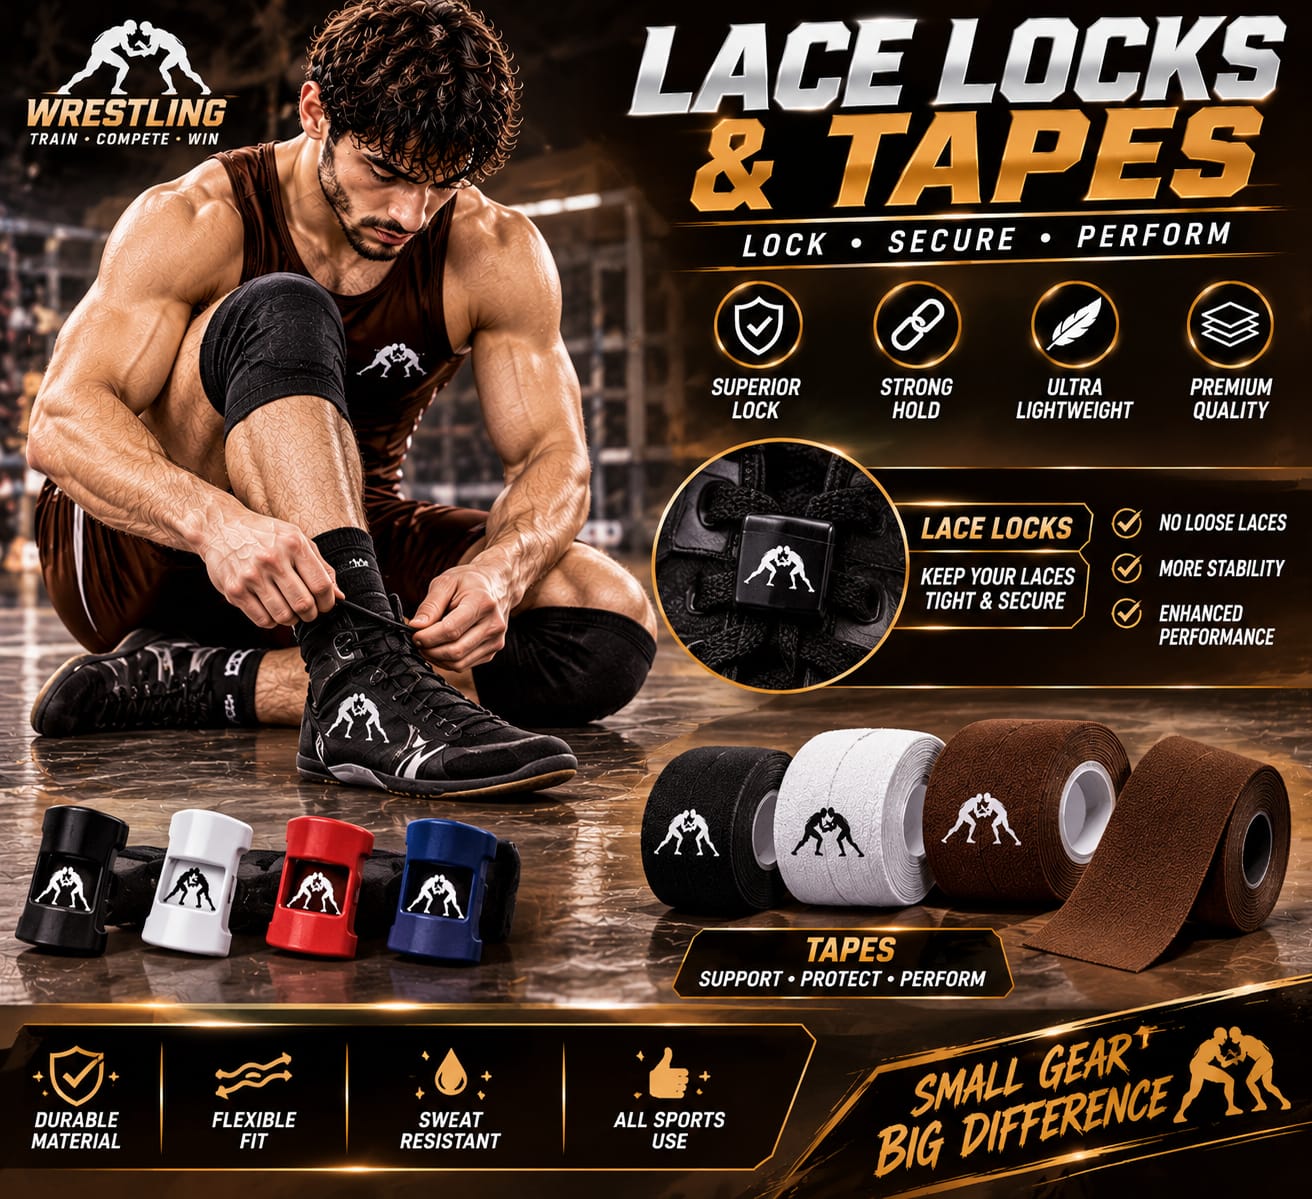 WRESTLING
TRAIN • COMPETE • WIN
LACE LOCKS
& TAPES
LOCK • SECURE • PERFORM
SUPERIOR
LOCK
STRONG
HOLD
ULTRA
LIGHTWEIGHT
PREMIUM
QUALITY
LACE LOCKS
KEEP YOUR LACES
TIGHT & SECURE
NO LOOSE LACES
MORE STABILITY
ENHANCED
PERFORMANCE
TAPES
SUPPORT • PROTECT • PERFORM
DURABLE
MATERIAL
FLEXIBLE
FIT
SWEAT
RESISTANT
ALL SPORTS
USE
SMALL GEAR
BIG DIFFERENCE